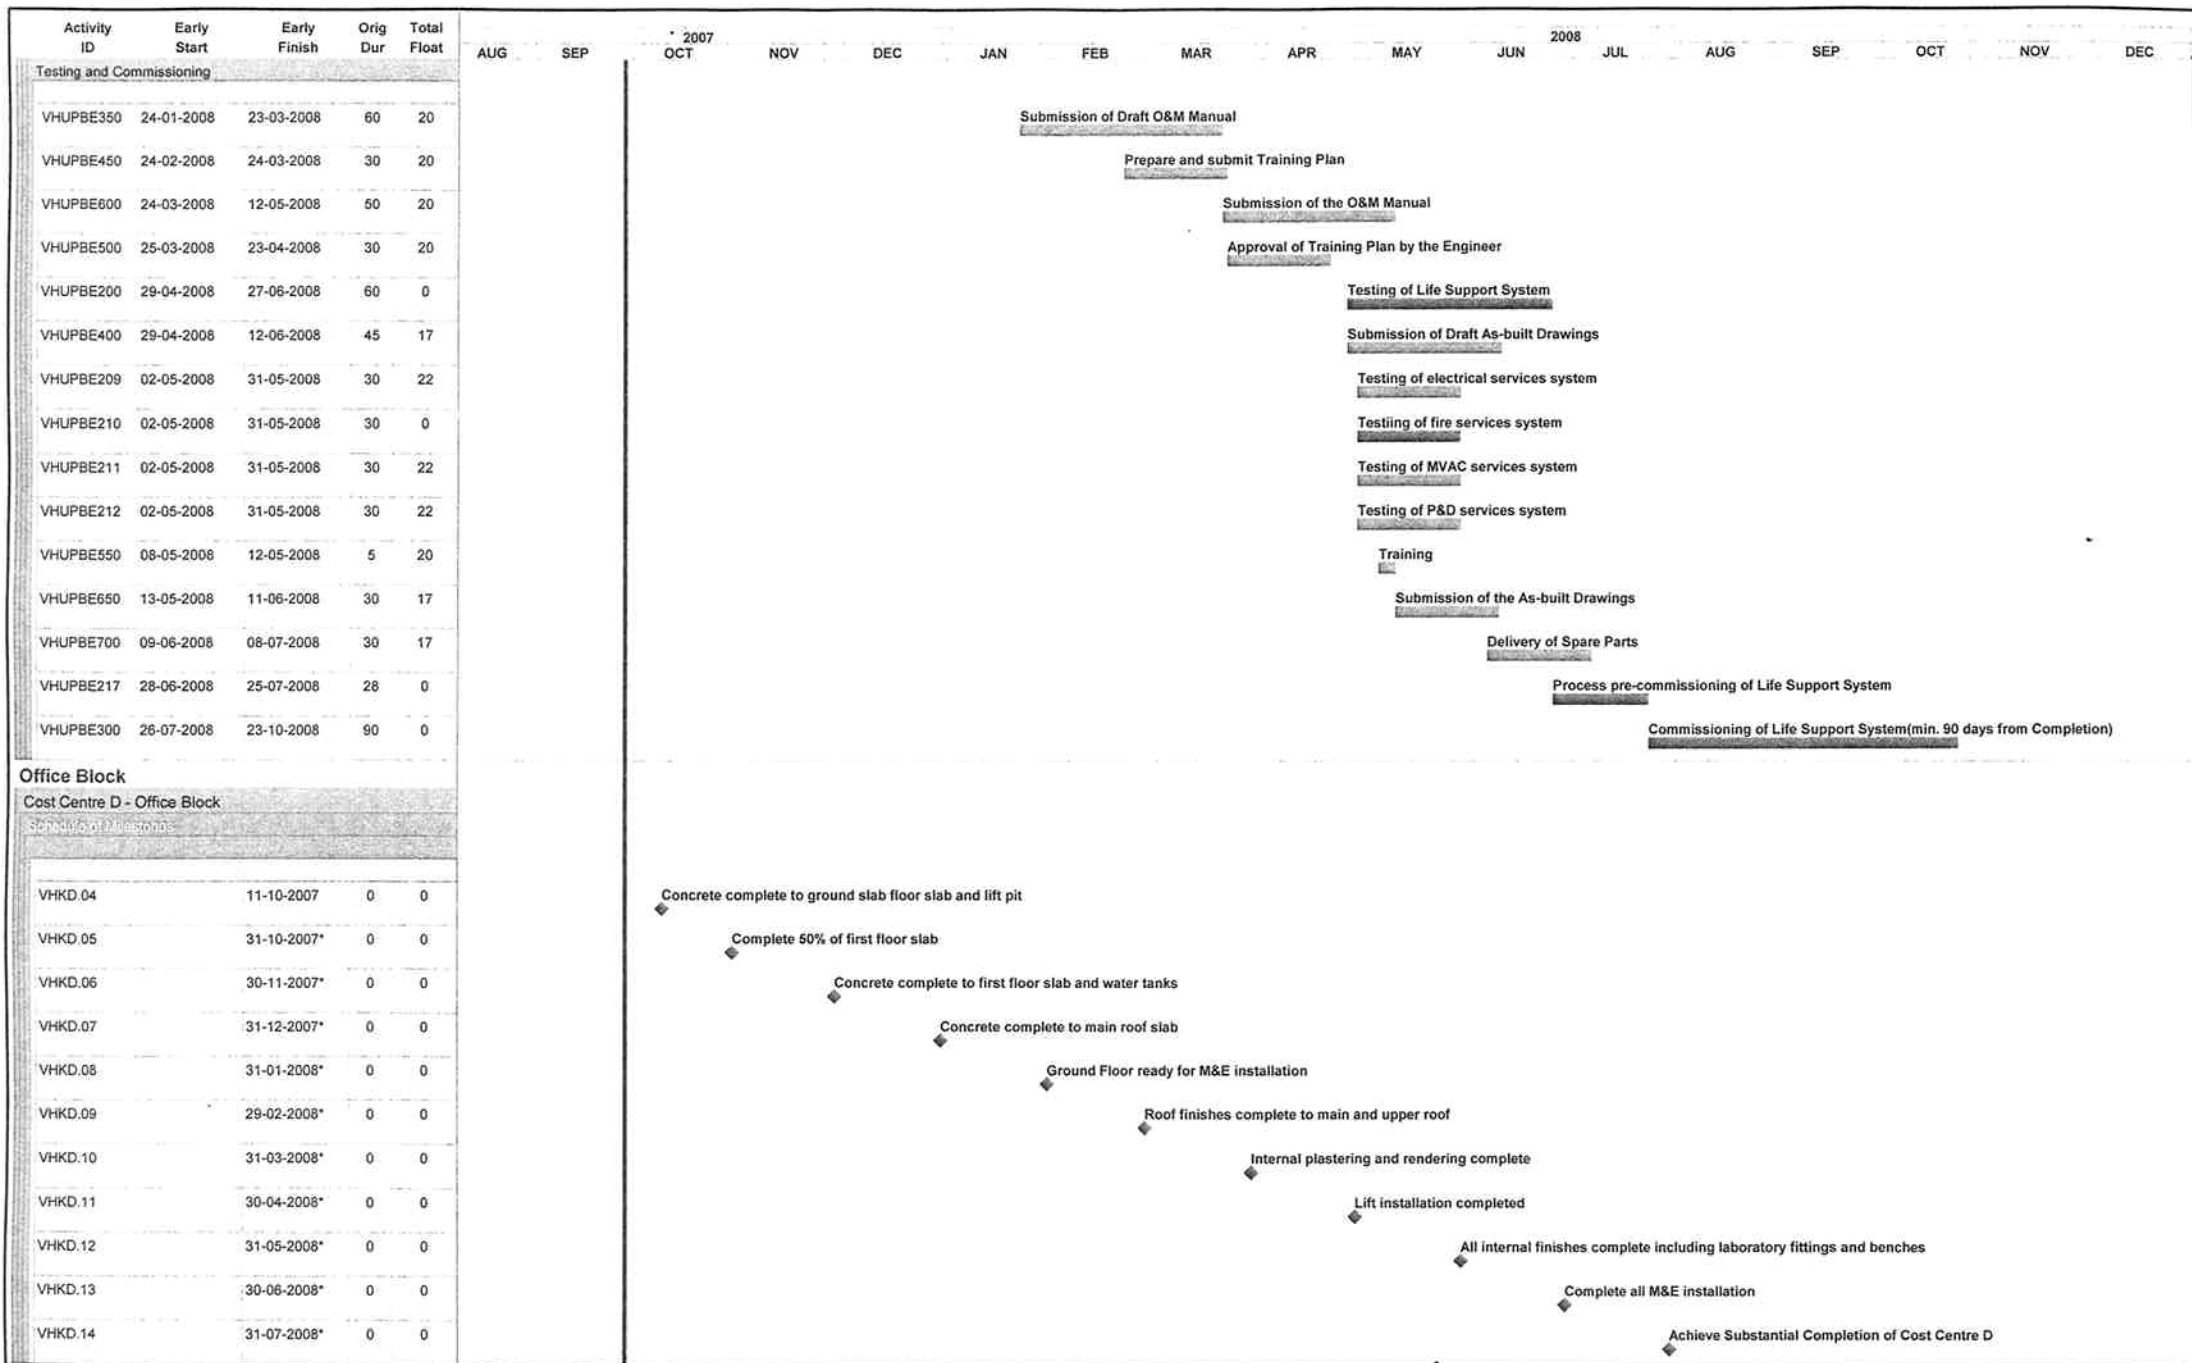 Activity ID Early Start Early Finish Orig Dur Total Float
2007 2008
AUG SEP OCT NOV DEC JAN FEB MAR APR MAY JUN JUL AUG SEP OCT NOV DEC
Testing and Commissioning
VHUPBE350 24-01-2008 23-03-2008 60 20 Submission of Draft O&M Manual
VHUPBE450 24-02-2008 24-03-2008 30 20 Prepare and submit Training Plan
VHUPBE600 24-03-2008 12-05-2008 50 20 Submission of the O&M Manual
VHUPBE500 25-03-2008 23-04-2008 30 20 Approval of Training Plan by the Engineer
VHUPBE200 29-04-2008 27-06-2008 60 0 Testing of Life Support System
VHUPBE400 29-04-2008 12-06-2008 45 17 Submission of Draft As-built Drawings
VHUPBE209 02-05-2008 31-05-2008 30 22 Testing of electrical services system
VHUPBE210 02-05-2008 31-05-2008 30 0 Testiing of fire services system
VHUPBE211 02-05-2008 31-05-2008 30 22 Testing of MVAC services system
VHUPBE212 02-05-2008 31-05-2008 30 22 Testing of P&D services system
VHUPBE550 08-05-2008 12-05-2008 5 20 Training
VHUPBE650 13-05-2008 11-06-2008 30 17 Submission of the As-built Drawings
VHUPBE700 09-06-2008 08-07-2008 30 17 Delivery of Spare Parts
VHUPBE217 28-06-2008 25-07-2008 28 0 Process pre-commissioning of Life Support System
VHUPBE300 26-07-2008 23-10-2008 90 0 Commissioning of Life Support System(min. 90 days from Completion)
Office Block
Cost Centre D - Office Block
Schedule of Milestones
VHKD.04 11-10-2007 0 0 Concrete complete to ground slab floor slab and lift pit
VHKD.05 31-10-2007* 0 0 Complete 50% of first floor slab
VHKD.06 30-11-2007* 0 0 Concrete complete to first floor slab and water tanks
VHKD.07 31-12-2007* 0 0 Concrete complete to main roof slab
VHKD.08 31-01-2008* 0 0 Ground Floor ready for M&E installation
VHKD.09 29-02-2008* 0 0 Roof finishes complete to main and upper roof
VHKD.10 31-03-2008* 0 0 Internal plastering and rendering complete
VHKD.11 30-04-2008* 0 0 Lift installation completed
VHKD.12 31-05-2008* 0 0 All internal finishes complete including laboratory fittings and benches
VHKD.13 30-06-2008* 0 0 Complete all M&E installation
VHKD.14 31-07-2008* 0 0 Achieve Substantial Completion of Cost Centre D